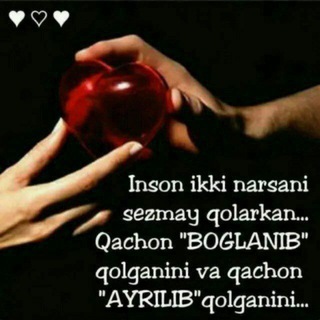 Inson ikki narsani
sezmay qolarkan...
Qachon "BOGLANIB"
qolganini va qachon
"AYRILIB"qolganini...